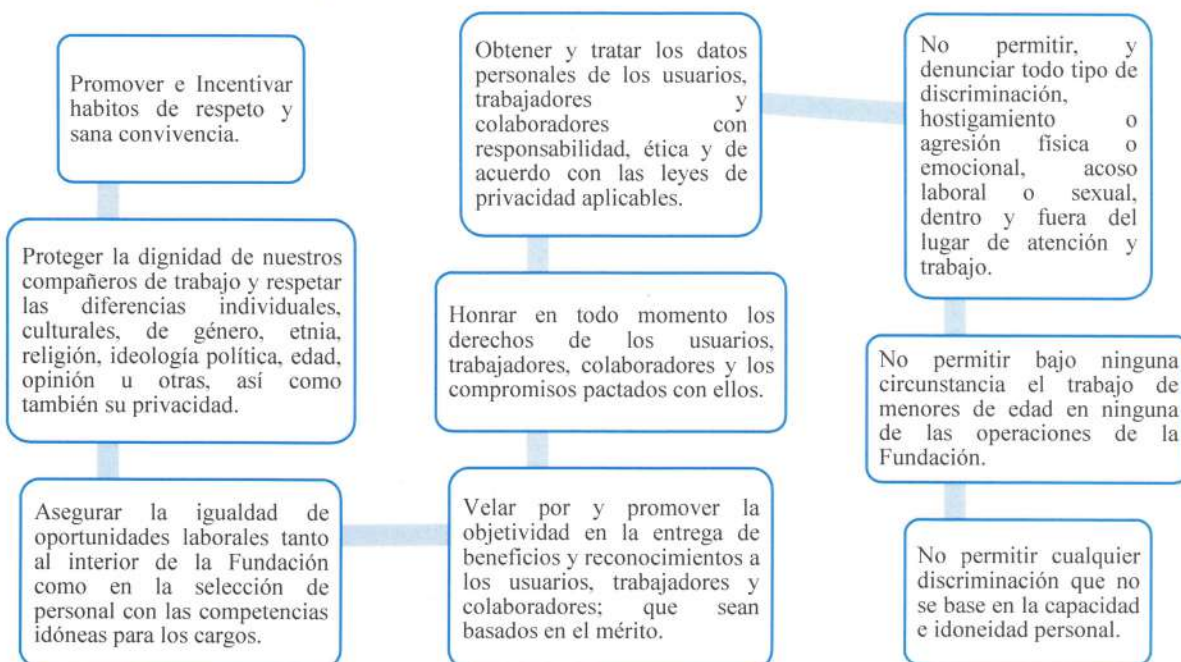 Promover e Incentivar
habitos de respeto y
sana convivencia.
Proteger la dignidad de nuestros
compañeros de trabajo y respetar
las diferencias individuales,
culturales, de género, etnia,
religión, ideología política, edad,
opinión u otras, así como
también su privacidad.
Asegurar la igualdad de
oportunidades laborales tanto
al interior de la Fundación
como en la selección de
personal con las competencias
idóneas para los cargos.
Velar por y promover la
objetividad en la entrega de
beneficios y reconocimientos a
los usuarios, trabajadores y
colaboradores; que sean
basados en el mérito.
Honrar en todo momento los
derechos de los usuarios,
trabajadores, colaboradores y los
compromisos pactados con ellos.
Obtener y tratar los datos
personales de los usuarios,
trabajadores y
colaboradores con
responsabilidad, ética y de
acuerdo con las leyes de
privacidad aplicables.
No permitir, y
denunciar todo tipo de
discriminación,
hostigamiento o
agresión física o
emocional, acoso
laboral o sexual,
dentro y fuera del
lugar de atención y
trabajo.
No permitir bajo ninguna
circunstancia el trabajo de
menores de edad en ninguna
de las operaciones de la
Fundación.
No permitir cualquier
discriminación que no
se base en la capacidad
e idoneidad personal.